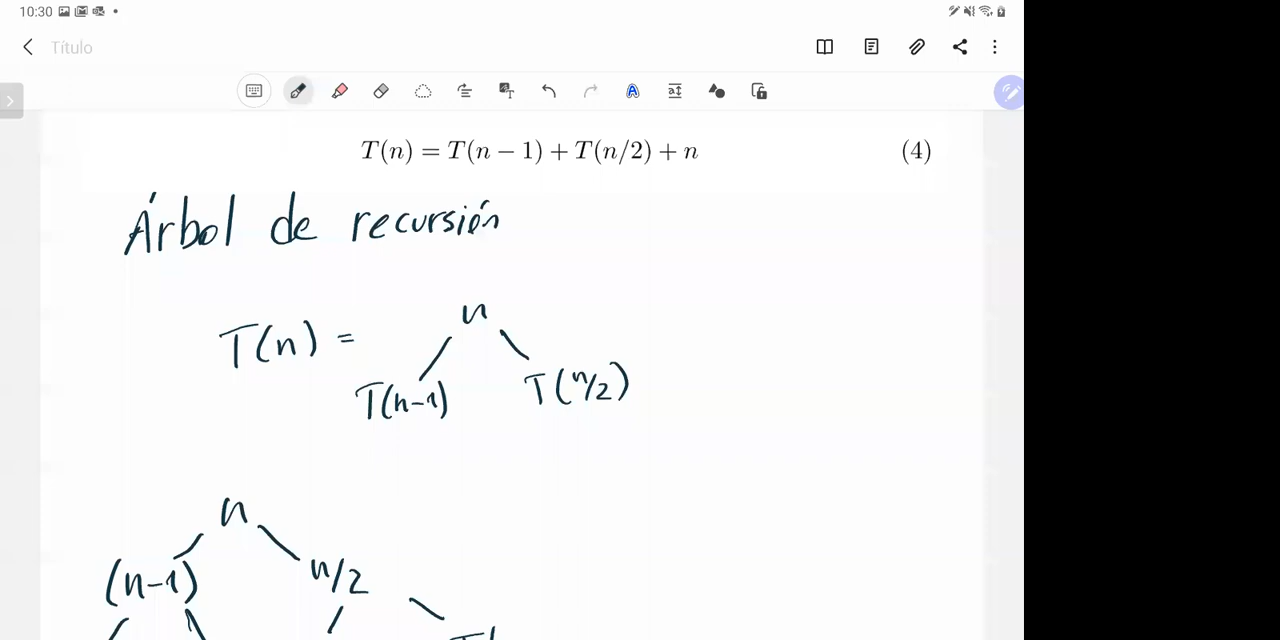 10:30
Título
T(n) = T(n − 1) + T(n/2) + n (4)
Árbol de recursión
n
T(n) =
T(n-1) T(n/2)
n
(n-1) n/2